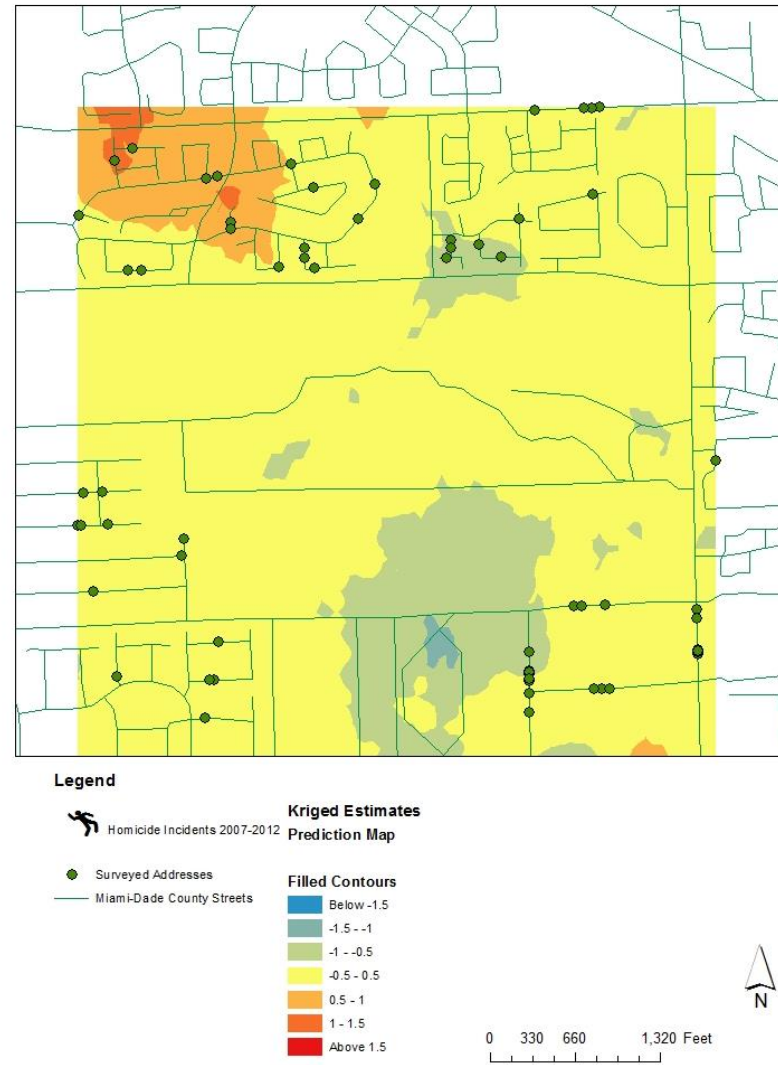 Legend
Homicide Incidents 2007-2012
Surveyed Addresses
Miami-Dade County Streets
Kriged Estimates
Prediction Map
Filled Contours
Below -1.5
-1.5 - -1
-1 - -0.5
-0.5 - 0.5
0.5 - 1
1 - 1.5
Above 1.5
N
0 330 660 1,320 Feet